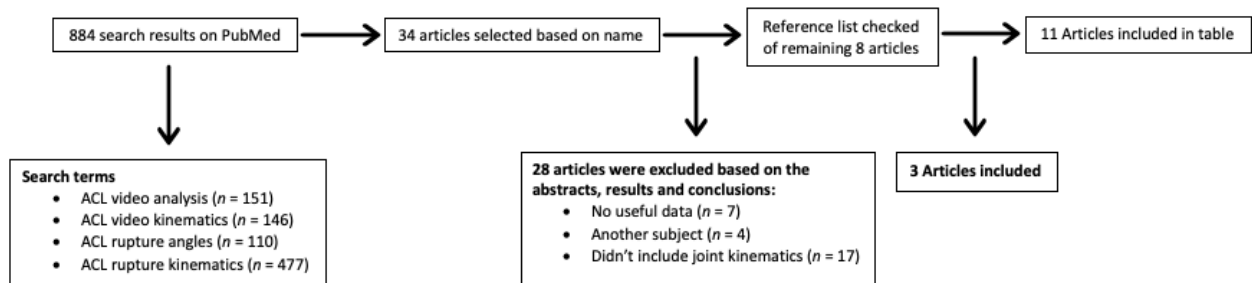 884 search results on PubMed
34 articles selected based on name
Reference list checked
of remaining 8 articles
11 Articles included in table
Search terms
• ACL video analysis (n = 151)
• ACL video kinematics (n = 146)
• ACL rupture angles (n = 110)
• ACL rupture kinematics (n = 477)
28 articles were excluded based on the
abstracts, results and conclusions:
• No useful data (n = 7)
• Another subject (n = 4)
• Didn't include joint kinematics (n = 17)
3 Articles included